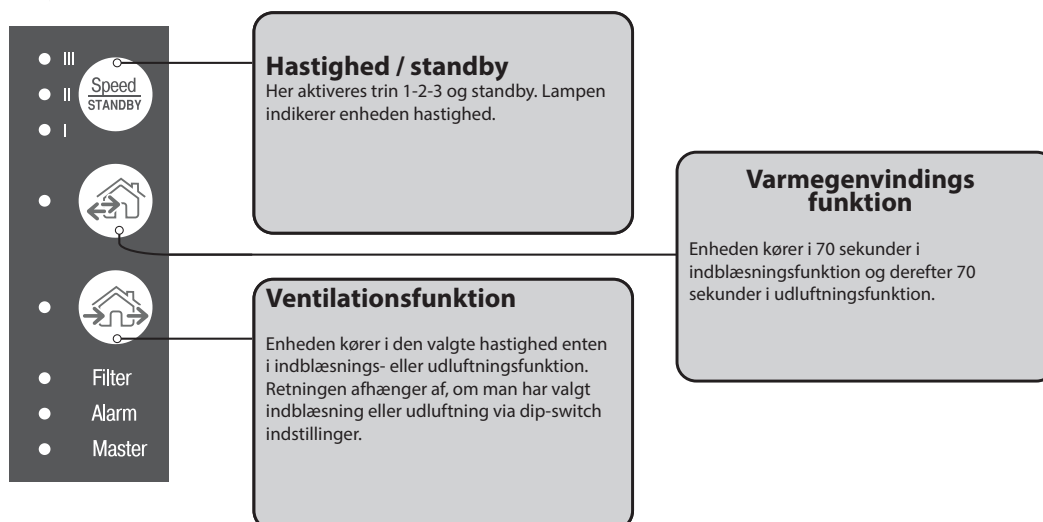 III
Speed
II
STANDBY
I
Filter
Alarm
Master
Hastighed / standby
Her aktiveres trin 1-2-3 og standby. Lampen
indikerer enheden hastighed.
Varmegenvindings
funktion
Enheden kører i 70 sekunder i
indblæsningsfunktion og derefter 70
sekunder i udluftningsfunktion.
Ventilationsfunktion
Enheden kører i den valgte hastighed enten
i indblæsnings- eller udluftningsfunktion.
Retningen afhænger af, om man har valgt
indblæsning eller udluftning via dip-switch
indstillinger.